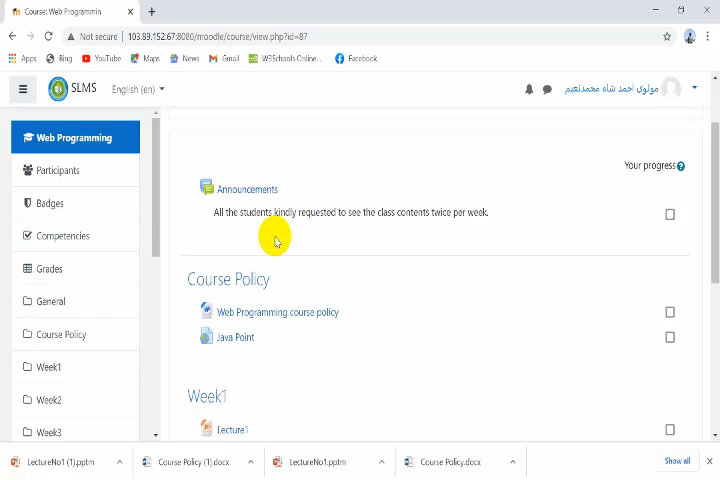 Course: Web Programmin
Not secure
103.89.152.67:8080/moodle/course/view.php?id=87
Apps
Bing
YouTube
Maps
News
Gmail
W3Schools Online...
Facebook
SLMS
English (en)
مولوی احمد شاه محمدنعیم
Web Programming
Participants
Badges
Competencies
Grades
General
Course Policy
Week1
Week2
Week3
Your progress
Announcements
All the students kindly requested to see the class contents twice per week.
Course Policy
Web Programming course policy
Java Point
Week1
Lecture1
LectureNo1 (1).pptm
Course Policy (1).docx
LectureNo1.pptm
Course Policy.docx
Show all